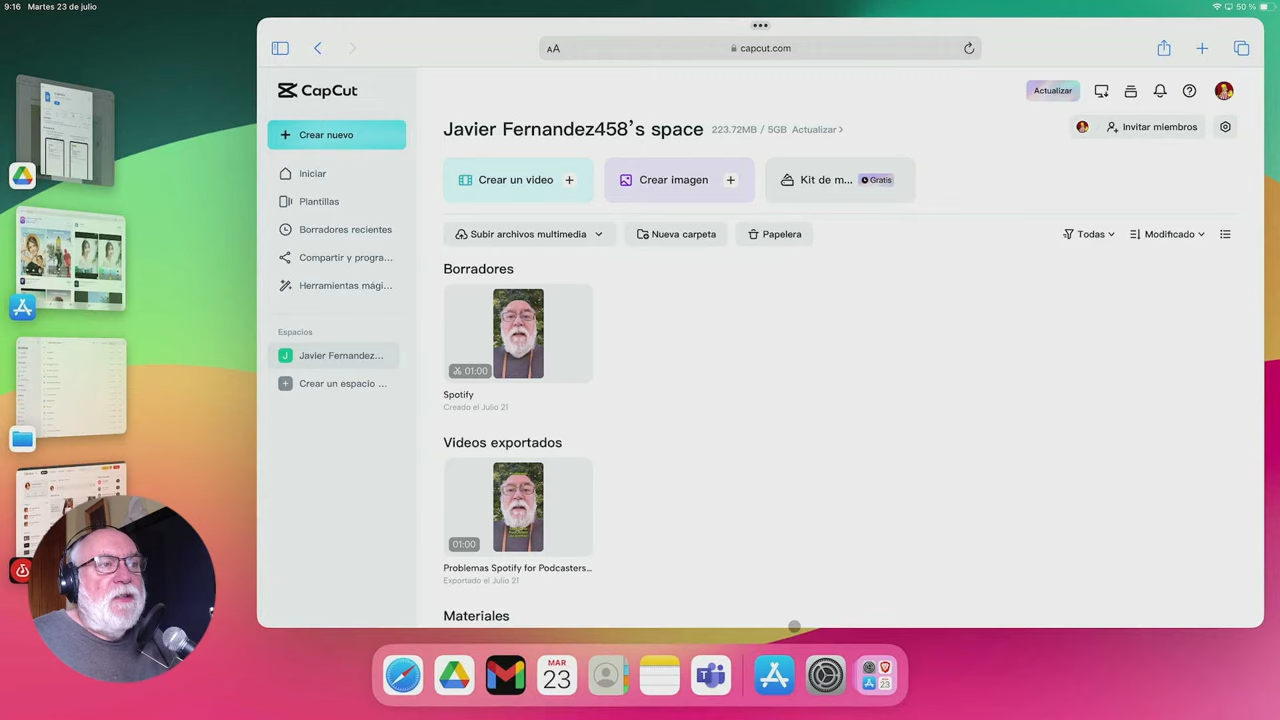 9:16 Martes 23 de julio
50 %
AA
capcut.com
CapCut
Actualizar
Crear nuevo
Javier Fernandez458's space 223.72MB / 5GB Actualizar
Invitar miembros
Iniciar
Crear un video
Crear imagen
Kit de m... Gratis
Plantillas
Borradores recientes
Subir archivos multimedia
Nueva carpeta
Papelera
Todas
Modificado
Compartir y progra...
Borradores
Herramientas mági...
Espacios
J Javier Fernandez...
Crear un espacio ...
01:00
Spotify
Creado el Julio 21
Videos exportados
01:00
Problemas Spotify for Podcasters...
Exportado el Julio 21
Materiales
MAR
23